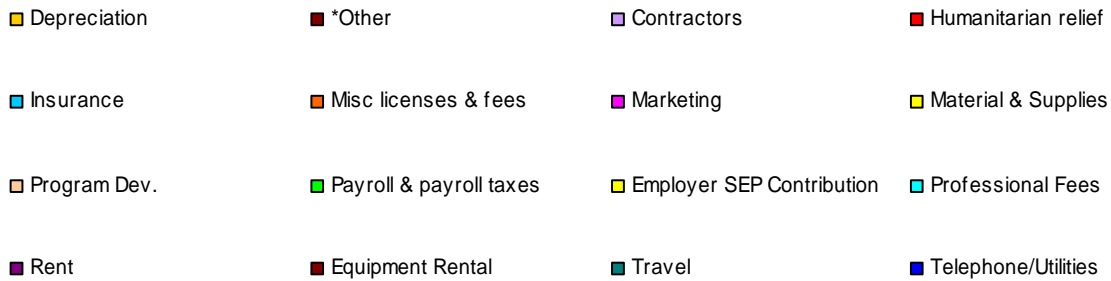 Depreciation *Other Contractors Humanitarian relief
Insurance Misc licenses & fees Marketing Material & Supplies
Program Dev. Payroll & payroll taxes Employer SEP Contribution Professional Fees
Rent Equipment Rental Travel Telephone/Utilities